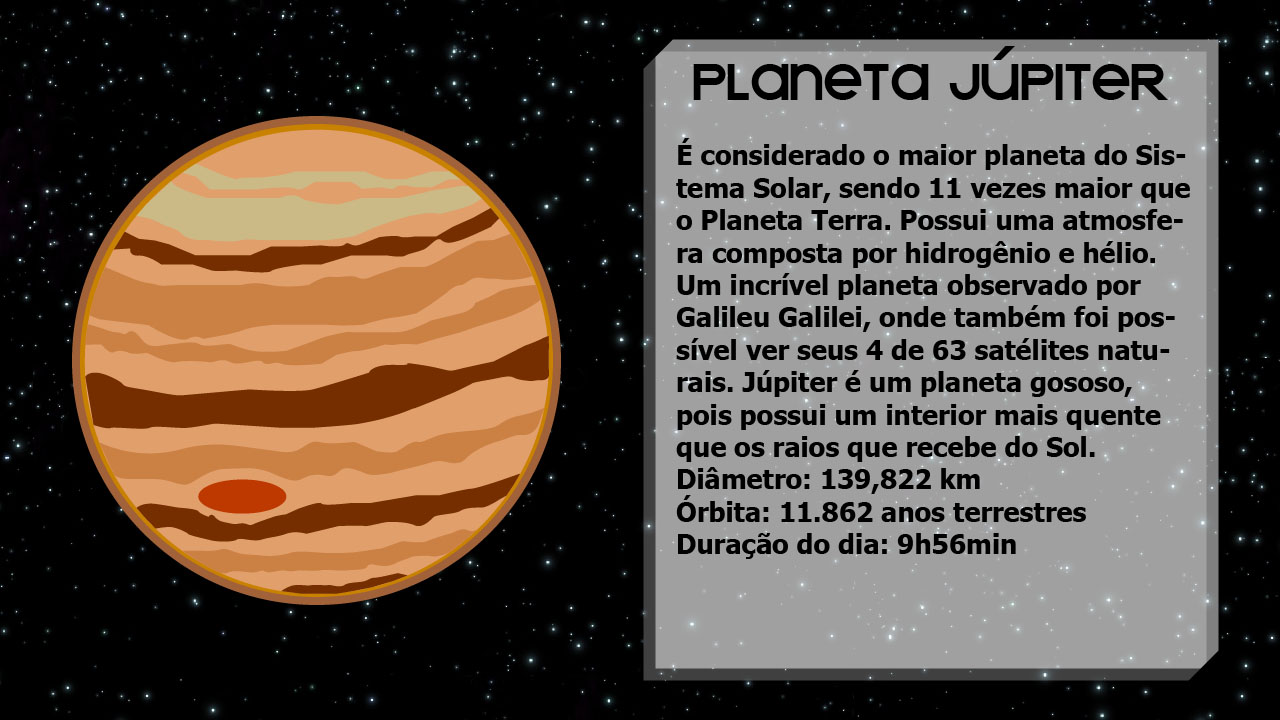 Planeta Júpiter
É considerado o maior planeta do Sis-
tema Solar, sendo 11 vezes maior que
o Planeta Terra. Possui uma atmosfe-
ra composta por hidrogênio e hélio.
Um incrível planeta observado por
Galileu Galilei, onde também foi pos-
sível ver seus 4 de 63 satélites natu-
rais. Júpiter é um planeta gososo,
pois possui um interior mais quente
que os raios que recebe do Sol.
Diâmetro: 139,822 km
Órbita: 11.862 anos terrestres
Duração do dia: 9h56min